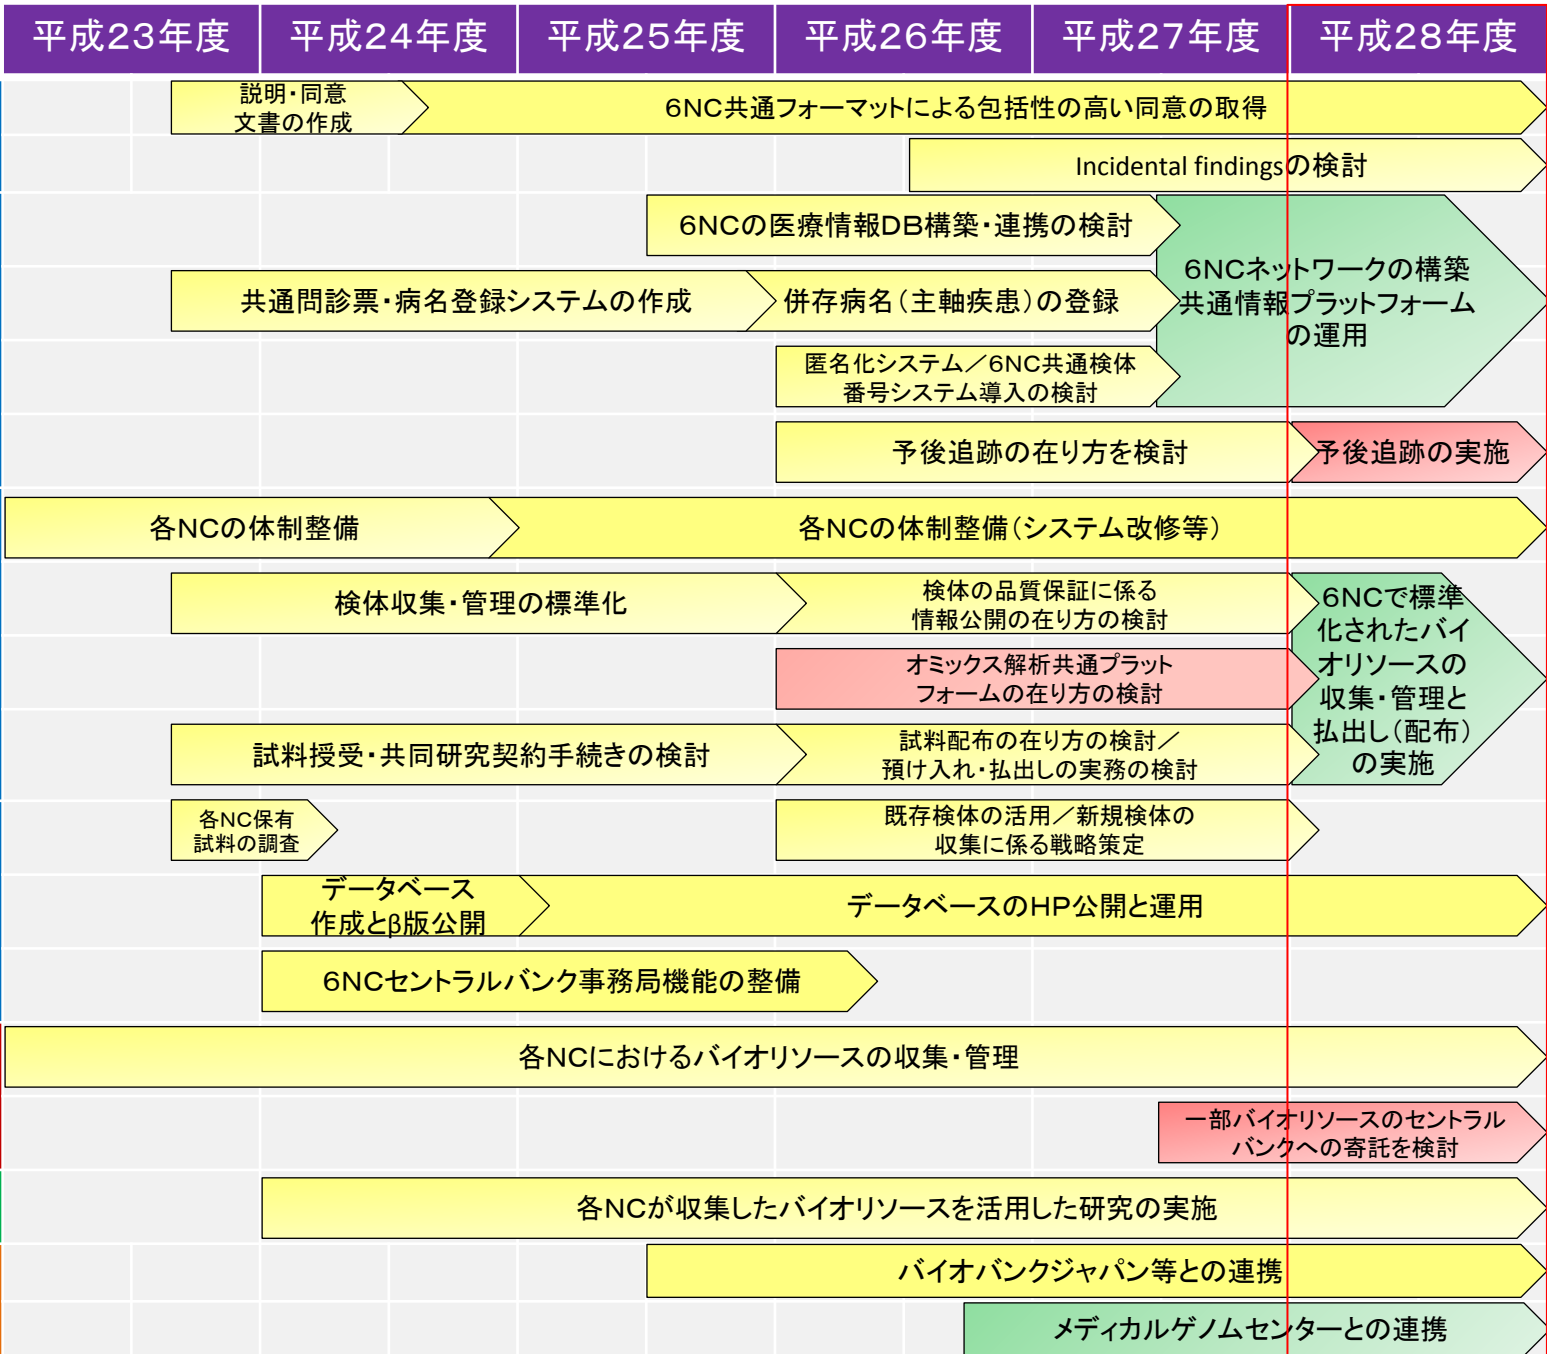 平成23年度 平成24年度 平成25年度 平成26年度 平成27年度 平成28年度
説明・同意
文書の作成
6NC共通フォーマットによる包括性の高い同意の取得
Incidental findingsの検討
6NCの医療情報DB構築・連携の検討
6NCネットワークの構築
共通情報プラットフォーム
の運用
共通問診票・病名登録システムの作成
併存病名(主軸疾患)の登録
匿名化システム/6NC共通検体
番号システム導入の検討
予後追跡の在り方を検討
予後追跡の実施
各NCの体制整備
各NCの体制整備(システム改修等)
検体収集・管理の標準化
検体の品質保証に係る
情報公開の在り方の検討
6NCで標準
化されたバイ
オリソースの
収集・管理と
払出し(配布)
の実施
オミックス解析共通プラット
フォームの在り方の検討
試料授受・共同研究契約手続きの検討
試料配布の在り方の検討/
預け入れ・払出しの実務の検討
各NC保有
試料の調査
既存検体の活用/新規検体の
収集に係る戦略策定
データベース
作成とβ版公開
データベースのHP公開と運用
6NCセントラルバンク事務局機能の整備
各NCにおけるバイオリソースの収集・管理
一部バイオリソースのセントラル
バンクへの寄託を検討
各NCが収集したバイオリソースを活用した研究の実施
バイオバンクジャパン等との連携
メディカルゲノムセンターとの連携